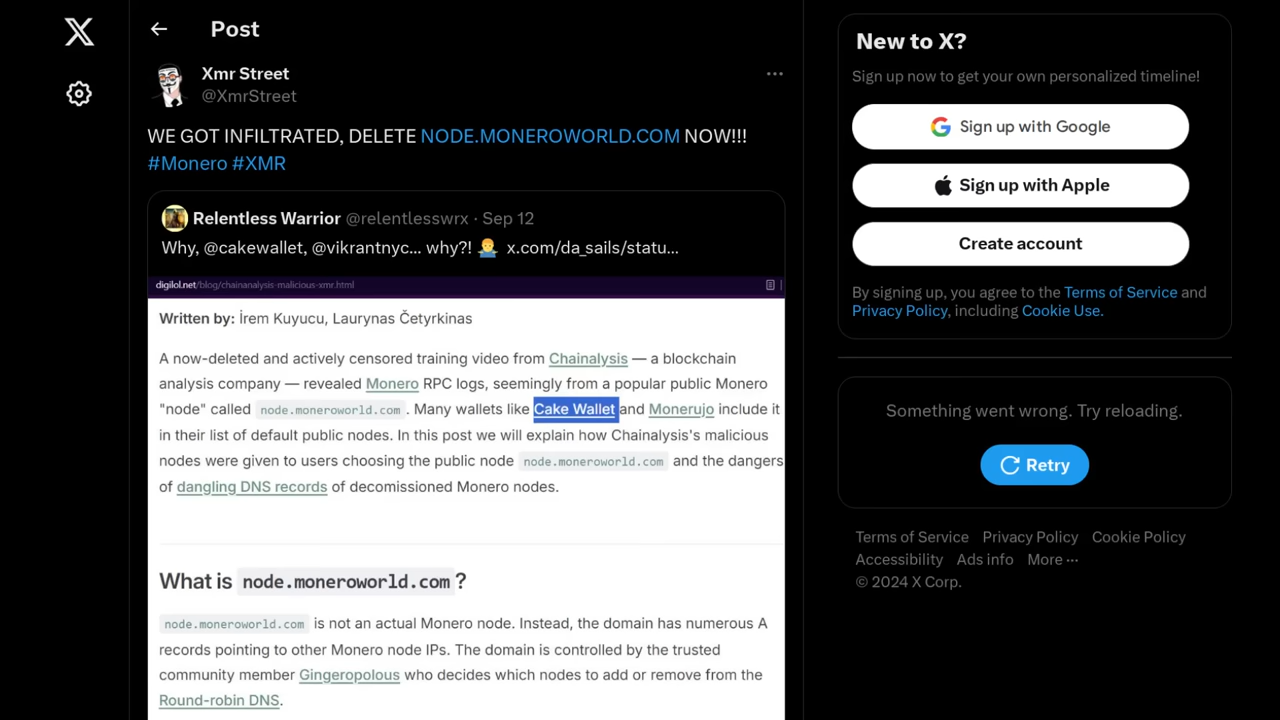 Post
Xmr Street
@XmrStreet
WE GOT INFILTRATED, DELETE NODE.MONEROWORLD.COM NOW!!!
#Monero #XMR
Relentless Warrior @relentlesswrx · Sep 12
Why, @cakewallet, @vikrantnyc... why?! x.com/da_sails/statu...
digilol.net/blog/chainanalysis-malicious-xmr.html
Written by: İrem Kuyucu, Laurynas Četyrkinas
A now-deleted and actively censored training video from Chainalysis — a blockchain
analysis company — revealed Monero RPC logs, seemingly from a popular public Monero
"node" called node.moneroworld.com. Many wallets like Cake Wallet and Monerujo include it
in their list of default public nodes. In this post we will explain how Chainalysis's malicious
nodes were given to users choosing the public node node.moneroworld.com and the dangers
of dangling DNS records of decomissioned Monero nodes.
What is node.moneroworld.com?
node.moneroworld.com is not an actual Monero node. Instead, the domain has numerous A
records pointing to other Monero node IPs. The domain is controlled by the trusted
community member Gingeropolous who decides which nodes to add or remove from the
Round-robin DNS.
New to X?
Sign up now to get your own personalized timeline!
Sign up with Google
Sign up with Apple
Create account
By signing up, you agree to the Terms of Service and
Privacy Policy, including Cookie Use.
Something went wrong. Try reloading.
Retry
Terms of Service Privacy Policy Cookie Policy
Accessibility Ads info More ···
© 2024 X Corp.